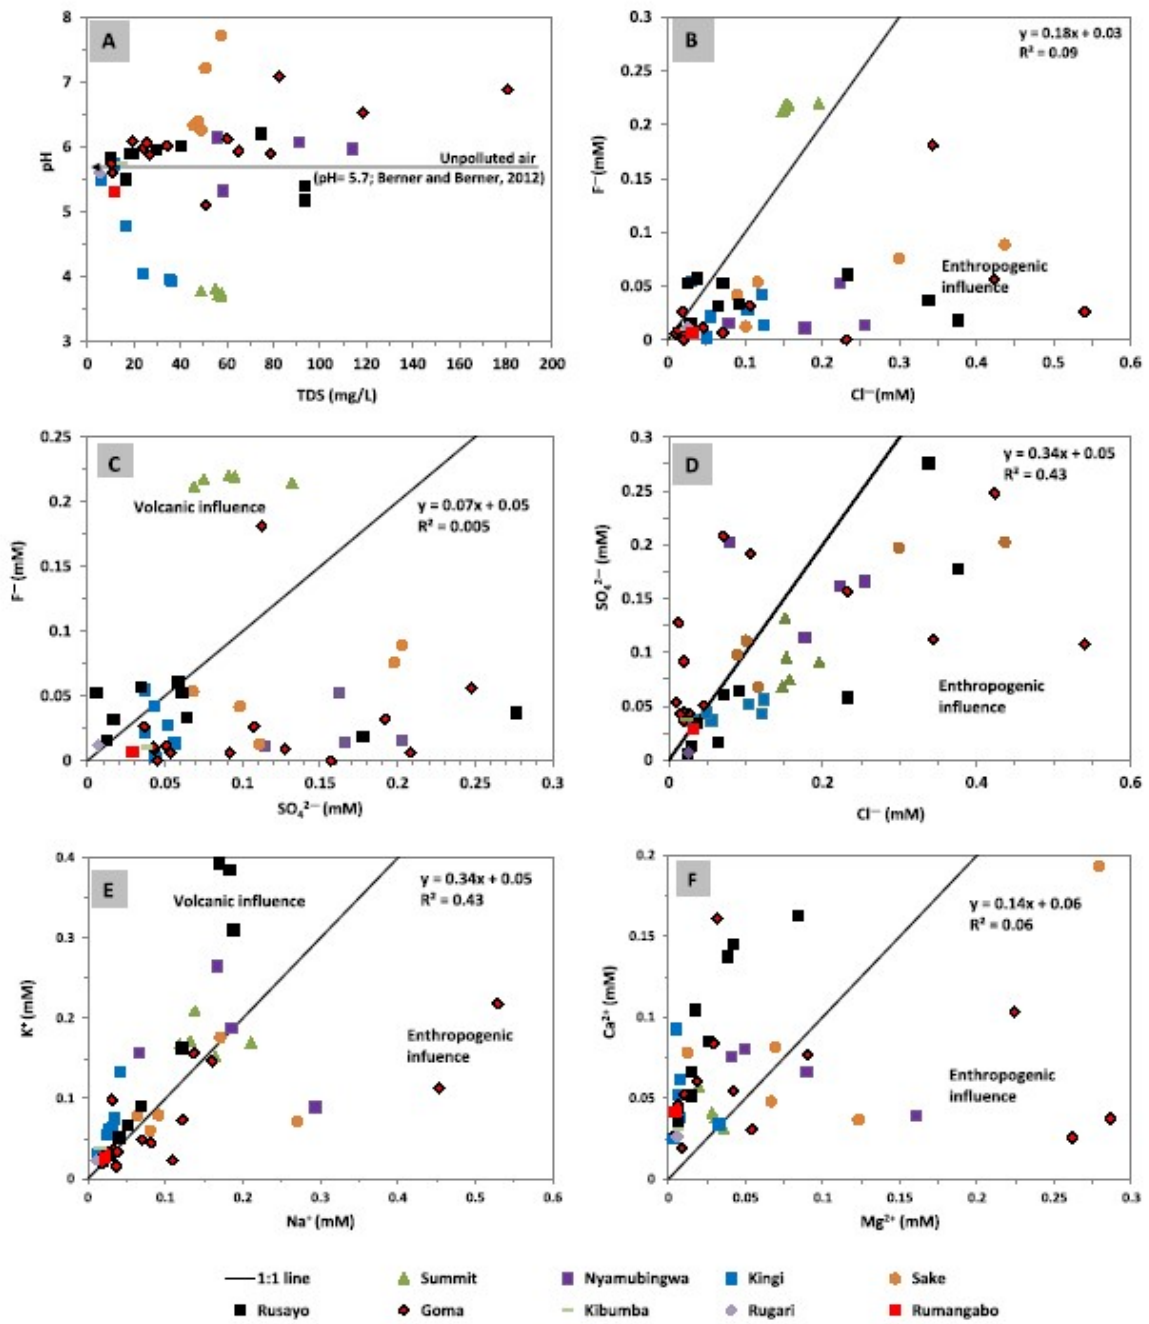 A
8
7
6
5
4
3
pH
Unpolluted air
(pH= 5.7; Berner and Berner, 2012)
0 20 40 60 80 100 120 140 160 180 200
TDS (mg/L)
B
0.3
0.25
0.2
0.15
0.1
0.05
0
F⁻ (mM)
y = 0.18x + 0.03
R² = 0.09
Enthropogenic
influence
0 0.1 0.2 0.3 0.4 0.5 0.6
Cl⁻(mM)
C
0.25
0.2
0.15
0.1
0.05
0
F⁻ (mM)
Volcanic influence
y = 0.07x + 0.05
R² = 0.005
0 0.05 0.1 0.15 0.2 0.25 0.3
SO₄²⁻ (mM)
D
0.3
0.25
0.2
0.15
0.1
0.05
0
SO₄²⁻ (mM)
y = 0.34x + 0.05
R² = 0.43
Enthropogenic
influence
0 0.2 0.4 0.6
Cl⁻ (mM)
E
0.4
0.3
0.2
0.1
0
K⁺ (mM)
Volcanic influence
y = 0.34x + 0.05
R² = 0.43
Enthropogenic
infuence
0 0.1 0.2 0.3 0.4 0.5 0.6
Na⁺ (mM)
F
0.2
0.15
0.1
0.05
0
Ca²⁺ (mM)
y = 0.14x + 0.06
R² = 0.06
Enthropogenic
influence
0 0.05 0.1 0.15 0.2 0.25 0.3
Mg²⁺ (mM)
1:1 line Summit Nyamubingwa Kingi Sake
Rusayo Goma Kibumba Rugari Rumangabo